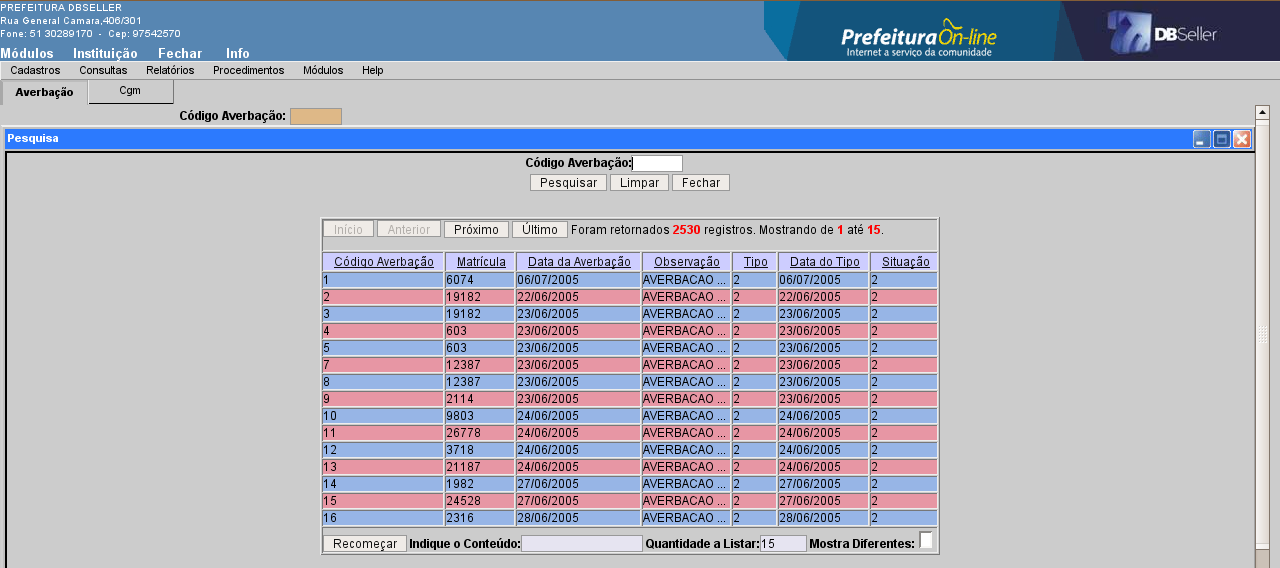 PREFEITURA DBSELLER
Rua General Camara,406/301
Fone: 51 30289170 - Cep: 97542570
Prefeitura On-line
Internet a serviço da comunidade
DBSeller
Módulos Instituição Fechar Info
Cadastros Consultas Relatórios Procedimentos Módulos Help
Averbação Cgm
Código Averbação:
Pesquisa
Código Averbação:
Pesquisar Limpar Fechar
Início Anterior Próximo Último Foram retornados 2530 registros. Mostrando de 1 até 15.
Código Averbação Matrícula Data da Averbação Observação Tipo Data do Tipo Situação
1 6074 06/07/2005 AVERBACAO ... 2 06/07/2005 2
2 19182 22/06/2005 AVERBACAO ... 2 22/06/2005 2
3 19182 23/06/2005 AVERBACAO ... 2 23/06/2005 2
4 603 23/06/2005 AVERBACAO ... 2 23/06/2005 2
5 603 23/06/2005 AVERBACAO ... 2 23/06/2005 2
7 12387 23/06/2005 AVERBACAO ... 2 23/06/2005 2
8 12387 23/06/2005 AVERBACAO ... 2 23/06/2005 2
9 2114 23/06/2005 AVERBACAO ... 2 23/06/2005 2
10 9803 24/06/2005 AVERBACAO ... 2 24/06/2005 2
11 26778 24/06/2005 AVERBACAO ... 2 24/06/2005 2
12 3718 24/06/2005 AVERBACAO ... 2 24/06/2005 2
13 21187 24/06/2005 AVERBACAO ... 2 24/06/2005 2
14 1982 27/06/2005 AVERBACAO ... 2 27/06/2005 2
15 24528 27/06/2005 AVERBACAO ... 2 27/06/2005 2
16 2316 28/06/2005 AVERBACAO ... 2 28/06/2005 2
Recomeçar Indique o Conteúdo: Quantidade a Listar: 15 Mostra Diferentes: